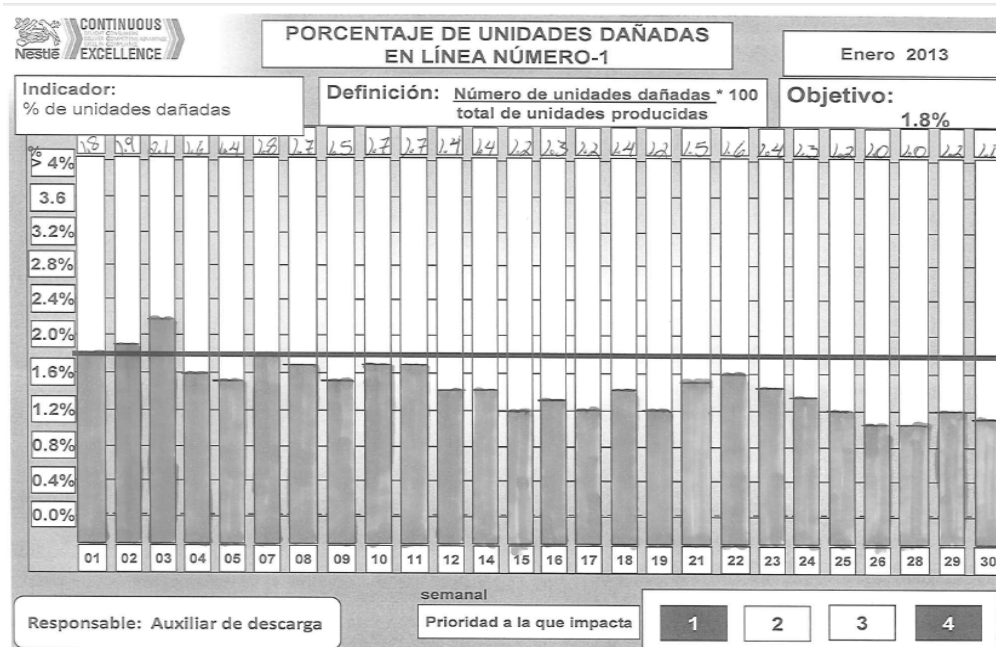 CONTINUOUS
EXCELLENCE
Nestlé
PORCENTAJE DE UNIDADES DAÑADAS
EN LÍNEA NÚMERO-1
Enero 2013
Indicador:
% de unidades dañadas
Definición: Número de unidades dañadas * 100
total de unidades producidas
Objetivo:
1.8%
% 1.8 1.9 2.1 1.6 1.4 1.8 1.7 1.5 1.7 1.7 1.4 1.4 1.2 1.3 1.2 1.4 1.2 1.5 1.6 1.4 1.3 1.2 1.0 1.0 1.2
> 4%
3.6
3.2%
2.8%
2.4%
2.0%
1.6%
1.2%
0.8%
0.4%
0.0%
01 02 03 04 05 07 08 09 10 11 12 14 15 16 17 18 19 21 22 23 24 25 26 28 29 30
semanal
Responsable: Auxiliar de descarga
Prioridad a la que impacta
1 2 3 4